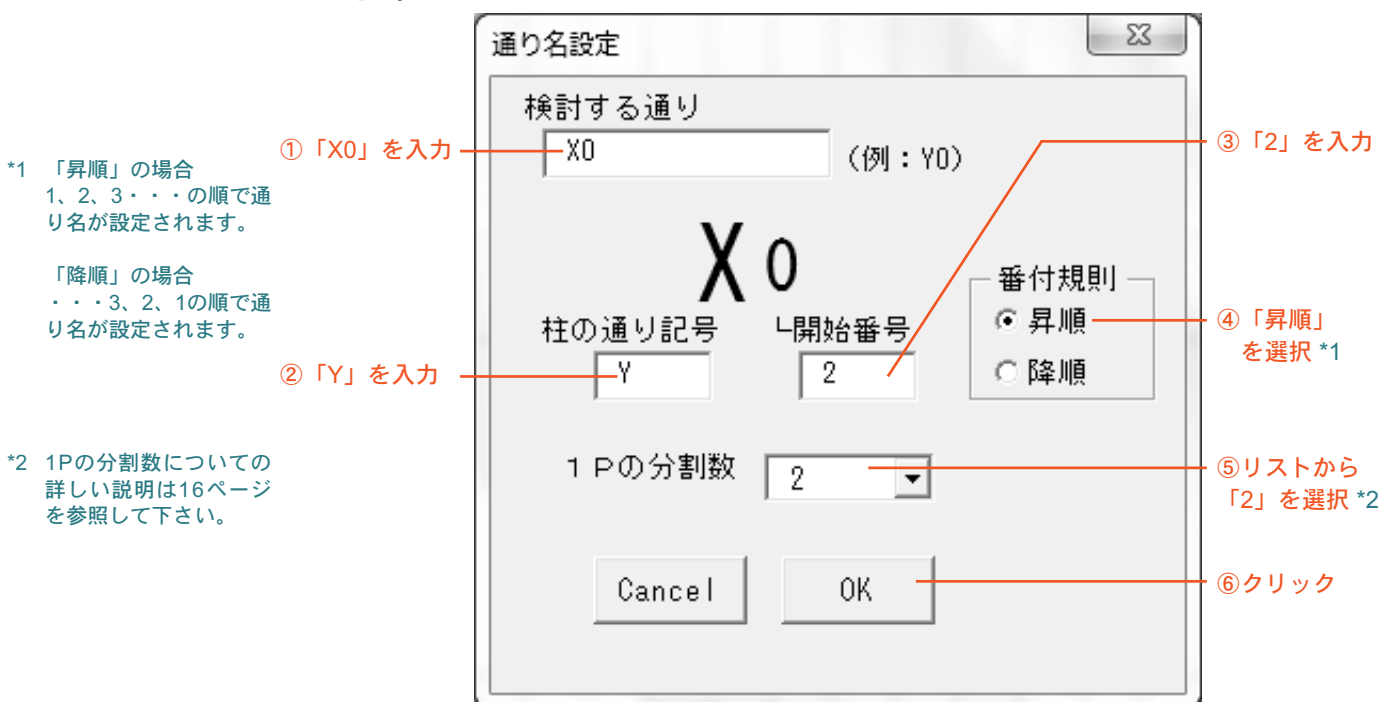 通り名設定
検討する通り
①「X0」を入力
X0
(例：Y0)
③「2」を入力
*1 「昇順」の場合
1、2、3・・・の順で通
り名が設定されます。
「降順」の場合
・・・3、2、1の順で通
り名が設定されます。
X0
番付規則
柱の通り記号
└開始番号
昇順
④「昇順」
を選択 *1
②「Y」を入力
Y
2
降順
*2 1Pの分割数についての
詳しい説明は16ページ
を参照して下さい。
１Ｐの分割数
2
⑤リストから
「2」を選択 *2
Cancel
OK
⑥クリック